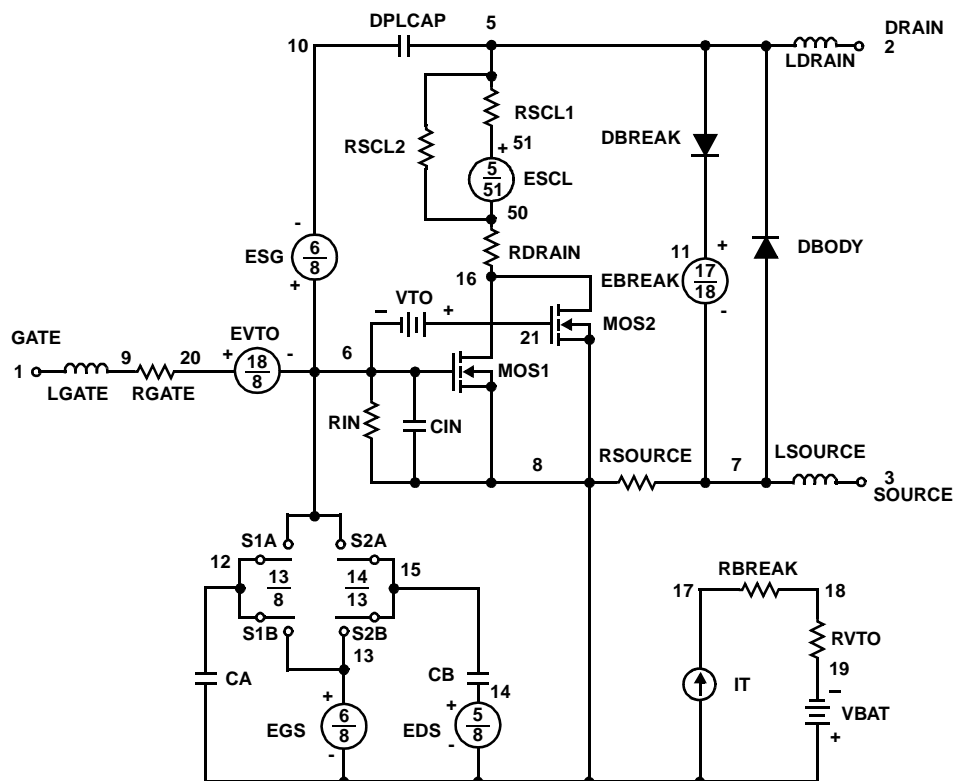 DPLCAP
5
DRAIN
10
2
LDRAIN
RSCL1
RSCL2
DBREAK
+ 51
5
51
ESCL
50
-
6
8
ESG
+
RDRAIN
DBODY
11
+
16
EBREAK
17
18
-
VTO
- +
MOS2
21
GATE
EVTO
1
9
20
+
18
8
-
6
LGATE
RGATE
MOS1
RIN
CIN
RSOURCE
LSOURCE
8
7
3
SOURCE
S1A
S2A
12
13
8
14
13
15
RBREAK
17
18
S1B
S2B
13
RVTO
CA
CB
14
19
IT
-
VBAT
+
+
EGS
6
8
-
+
EDS
5
8
-